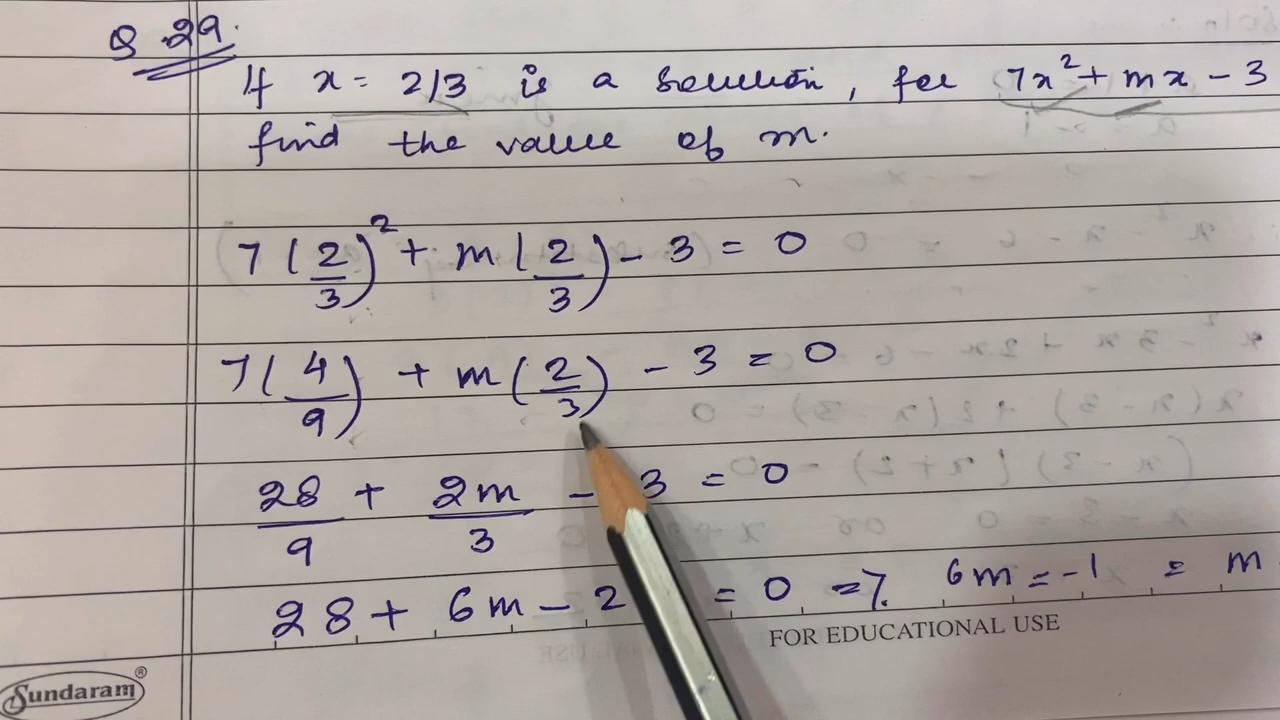 Q.29.
If x = 2/3 is a solution, for 7x² + mx - 3
find the value of m.
7(2/3)² + m(2/3) - 3 = 0
7(4/9) + m(2/3) - 3 = 0
28/9 + 2m/3 - 3 = 0
28 + 6m - 2 = 0 => 6m = -1 = m
FOR EDUCATIONAL USE
Sundaram®